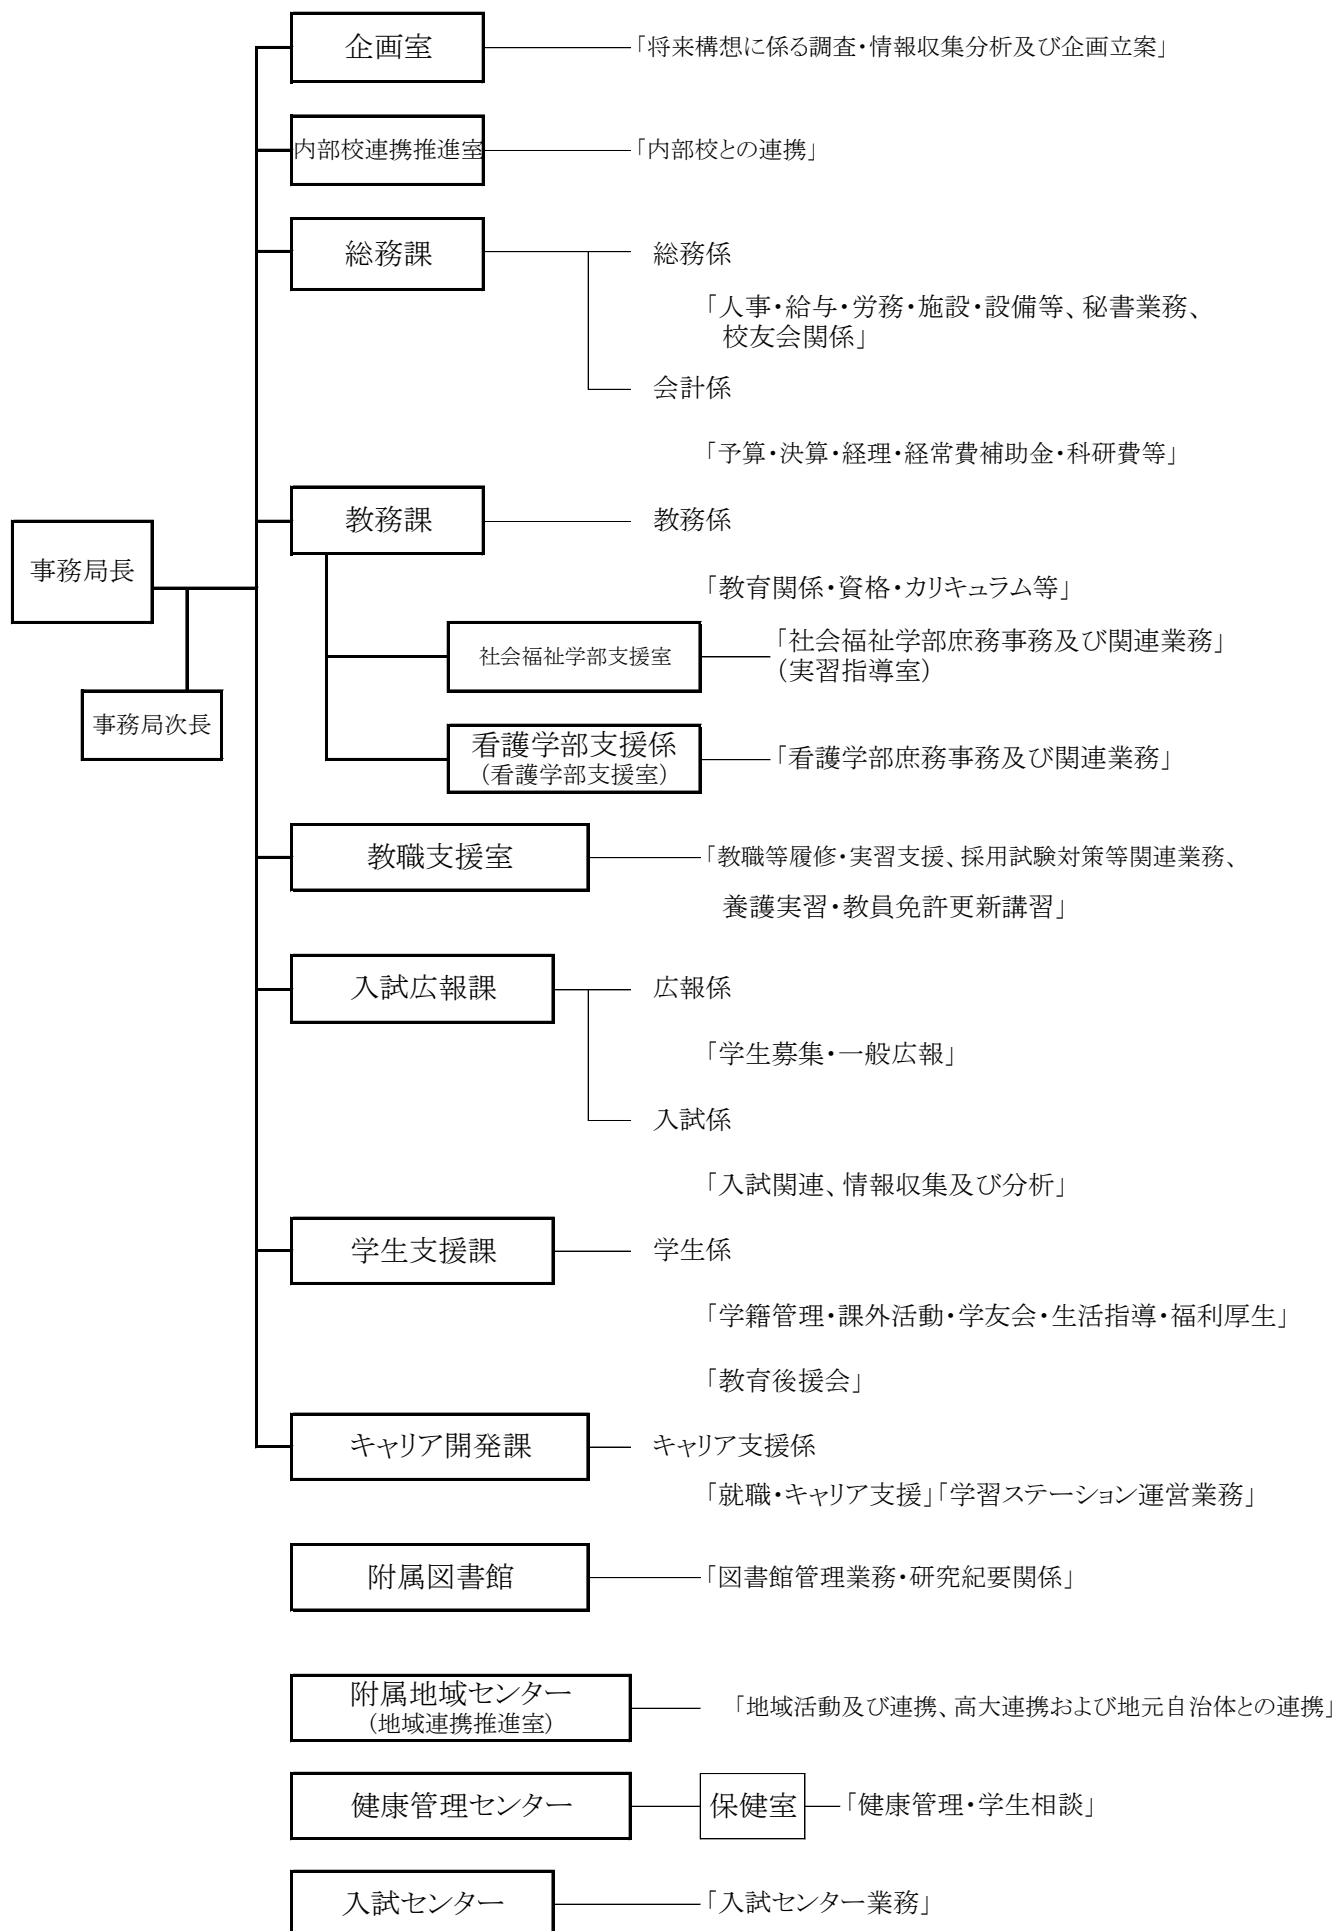 企画室
「将来構想に係る調査・情報収集分析及び企画立案」
内部校連携推進室
「内部校との連携」
総務課
総務係
「人事・給与・労務・施設・設備等、秘書業務、
校友会関係」
会計係
「予算・決算・経理・経常費補助金・科研費等」
教務課
教務係
事務局長
「教育関係・資格・カリキュラム等」
社会福祉学部支援室
「社会福祉学部庶務事務及び関連業務」
（実習指導室）
事務局次長
看護学部支援係
（看護学部支援室）
「看護学部庶務事務及び関連業務」
教職支援室
「教職等履修・実習支援、採用試験対策等関連業務、
養護実習・教員免許更新講習」
入試広報課
広報係
「学生募集・一般広報」
入試係
「入試関連、情報収集及び分析」
学生支援課
学生係
「学籍管理・課外活動・学友会・生活指導・福利厚生」
「教育後援会」
キャリア開発課
キャリア支援係
「就職・キャリア支援」「学習ステーション運営業務」
附属図書館
「図書館管理業務・研究紀要関係」
附属地域センター
（地域連携推進室）
「地域活動及び連携、高大連携および地元自治体との連携」
健康管理センター
保健室
「健康管理・学生相談」
入試センター
「入試センター業務」